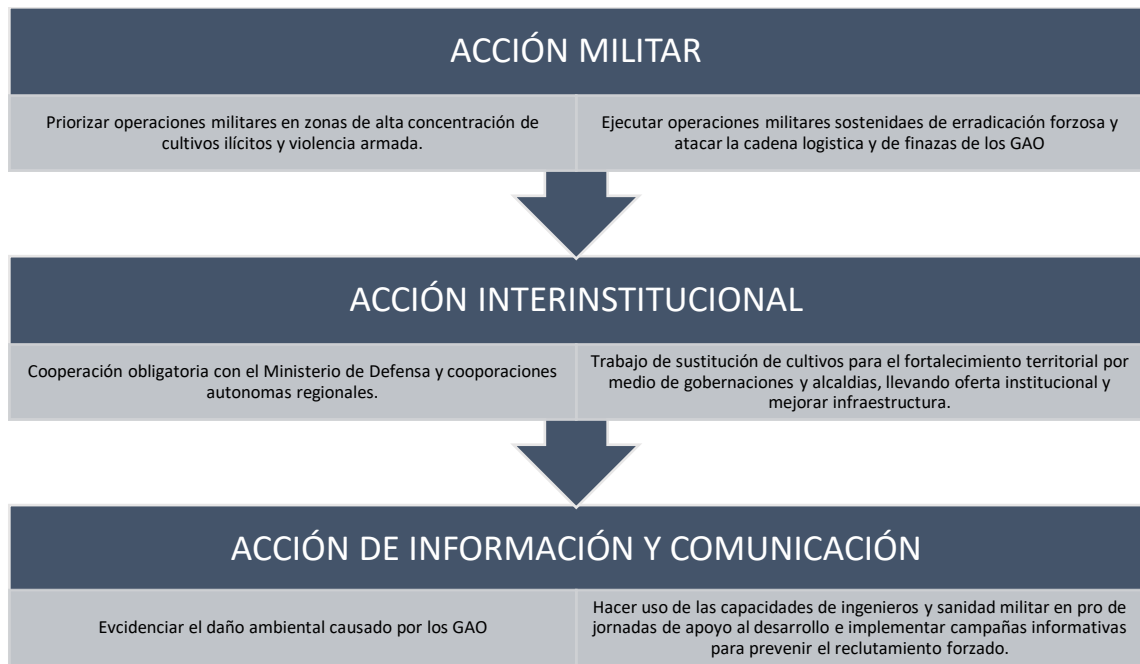 ACCIÓN MILITAR
Priorizar operaciones militares en zonas de alta concentración de
cultivos ilícitos y violencia armada.
Ejecutar operaciones militares sostenidaes de erradicación forzosa y
atacar la cadena logistica y de finazas de los GAO
ACCIÓN INTERINSTITUCIONAL
Cooperación obligatoria con el Ministerio de Defensa y cooporaciones
autonomas regionales.
Trabajo de sustitución de cultivos para el fortalecimiento territorial por
medio de gobernaciones y alcaldias, llevando oferta institucional y
mejorar infraestructura.
ACCIÓN DE INFORMACIÓN Y COMUNICACIÓN
Evcidenciar el daño ambiental causado por los GAO
Hacer uso de las capacidades de ingenieros y sanidad militar en pro de
jornadas de apoyo al desarrollo e implementar campañas informativas
para prevenir el reclutamiento forzado.